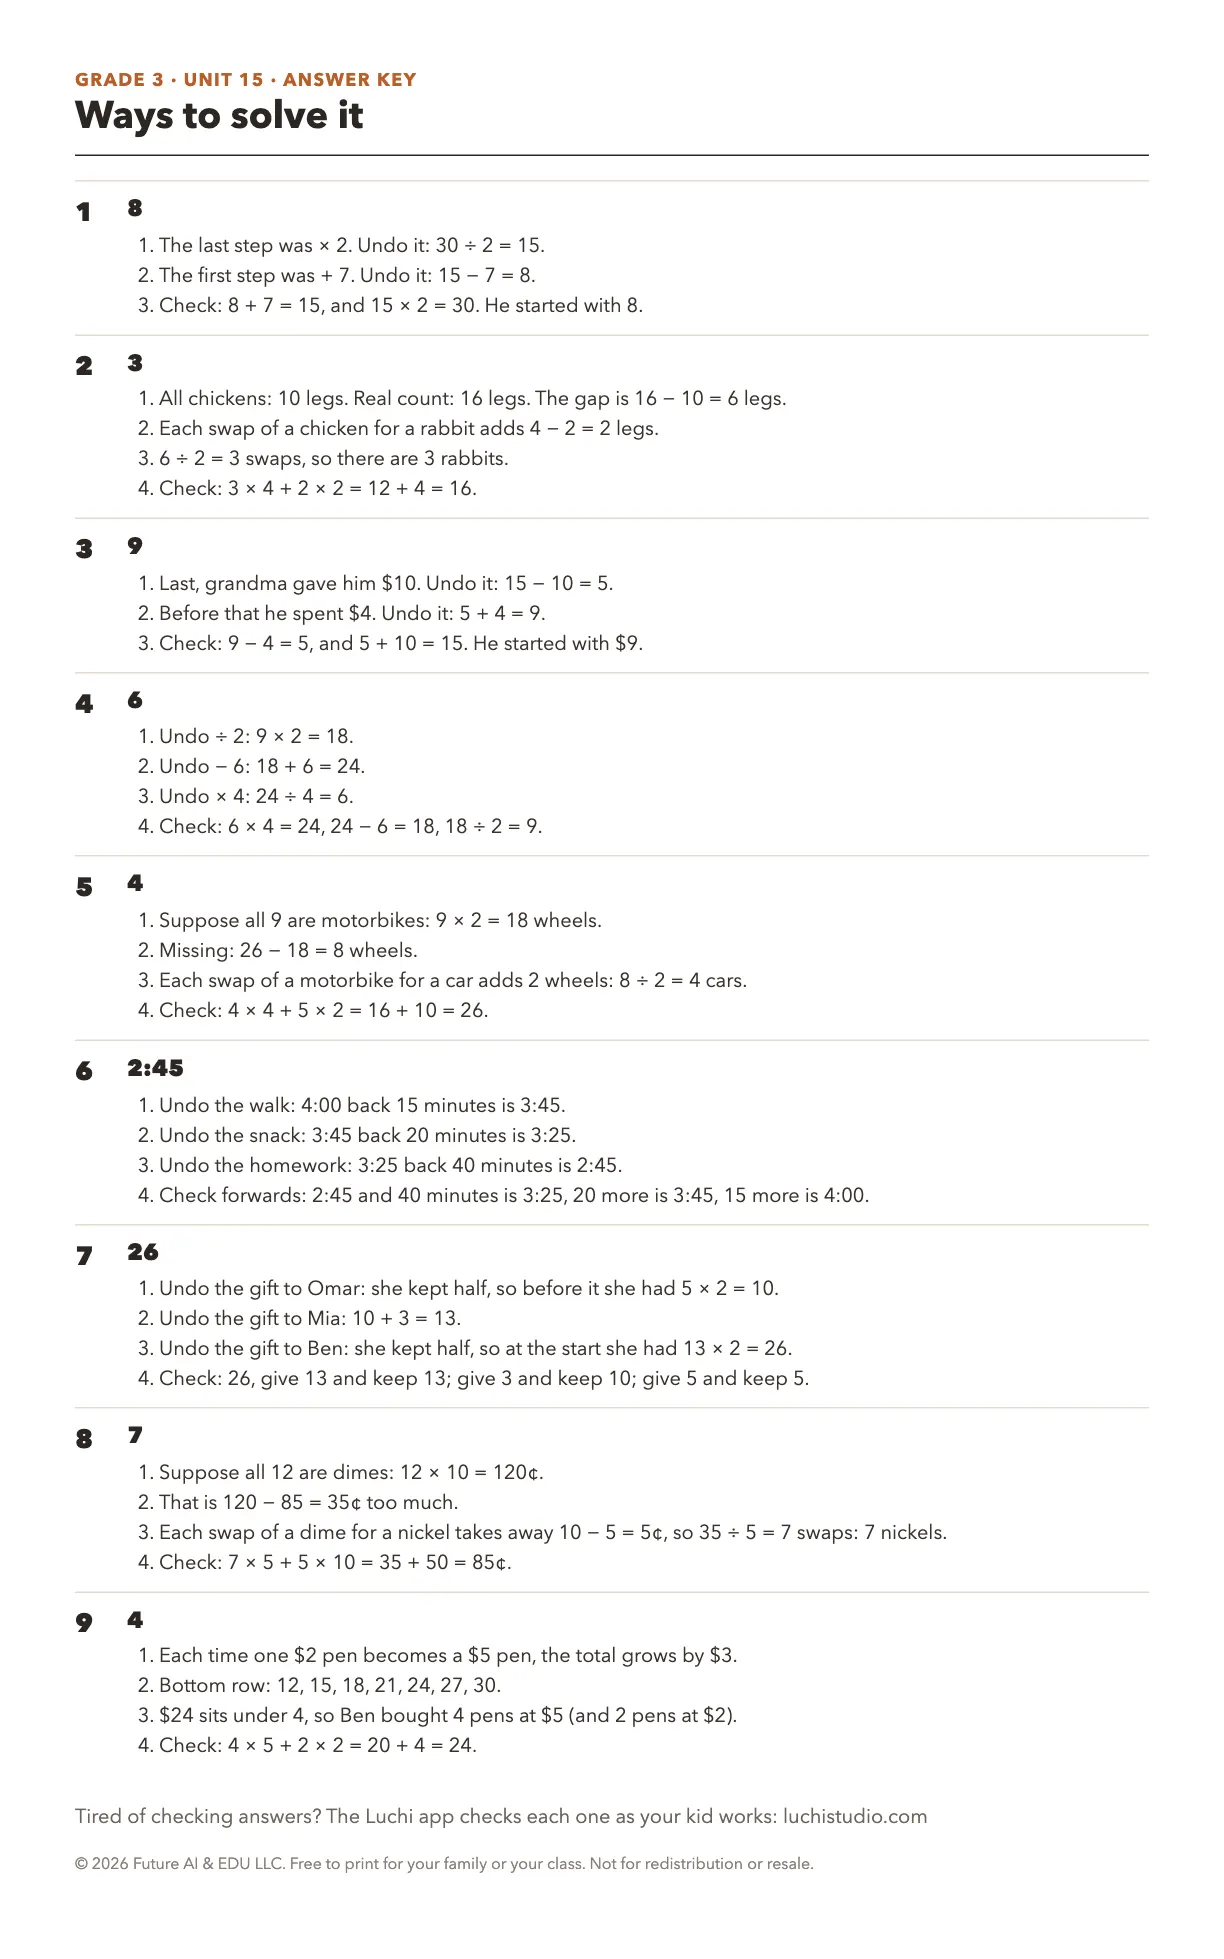 GRADE 3 · UNIT 15 · ANSWER KEY
Ways to solve it
1 8
1. The last step was × 2. Undo it: 30 ÷ 2 = 15.
2. The first step was + 7. Undo it: 15 − 7 = 8.
3. Check: 8 + 7 = 15, and 15 × 2 = 30. He started with 8.
2 3
1. All chickens: 10 legs. Real count: 16 legs. The gap is 16 − 10 = 6 legs.
2. Each swap of a chicken for a rabbit adds 4 − 2 = 2 legs.
3. 6 ÷ 2 = 3 swaps, so there are 3 rabbits.
4. Check: 3 × 4 + 2 × 2 = 12 + 4 = 16.
3 9
1. Last, grandma gave him $10. Undo it: 15 − 10 = 5.
2. Before that he spent $4. Undo it: 5 + 4 = 9.
3. Check: 9 − 4 = 5, and 5 + 10 = 15. He started with $9.
4 6
1. Undo ÷ 2: 9 × 2 = 18.
2. Undo − 6: 18 + 6 = 24.
3. Undo × 4: 24 ÷ 4 = 6.
4. Check: 6 × 4 = 24, 24 − 6 = 18, 18 ÷ 2 = 9.
5 4
1. Suppose all 9 are motorbikes: 9 × 2 = 18 wheels.
2. Missing: 26 − 18 = 8 wheels.
3. Each swap of a motorbike for a car adds 2 wheels: 8 ÷ 2 = 4 cars.
4. Check: 4 × 4 + 5 × 2 = 16 + 10 = 26.
6 2:45
1. Undo the walk: 4:00 back 15 minutes is 3:45.
2. Undo the snack: 3:45 back 20 minutes is 3:25.
3. Undo the homework: 3:25 back 40 minutes is 2:45.
4. Check forwards: 2:45 and 40 minutes is 3:25, 20 more is 3:45, 15 more is 4:00.
7 26
1. Undo the gift to Omar: she kept half, so before it she had 5 × 2 = 10.
2. Undo the gift to Mia: 10 + 3 = 13.
3. Undo the gift to Ben: she kept half, so at the start she had 13 × 2 = 26.
4. Check: 26, give 13 and keep 13; give 3 and keep 10; give 5 and keep 5.
8 7
1. Suppose all 12 are dimes: 12 × 10 = 120¢.
2. That is 120 − 85 = 35¢ too much.
3. Each swap of a dime for a nickel takes away 10 − 5 = 5¢, so 35 ÷ 5 = 7 swaps: 7 nickels.
4. Check: 7 × 5 + 5 × 10 = 35 + 50 = 85¢.
9 4
1. Each time one $2 pen becomes a $5 pen, the total grows by $3.
2. Bottom row: 12, 15, 18, 21, 24, 27, 30.
3. $24 sits under 4, so Ben bought 4 pens at $5 (and 2 pens at $2).
4. Check: 4 × 5 + 2 × 2 = 20 + 4 = 24.
Tired of checking answers? The Luchi app checks each one as your kid works: luchistudio.com
© 2026 Future AI & EDU LLC. Free to print for your family or your class. Not for redistribution or resale.